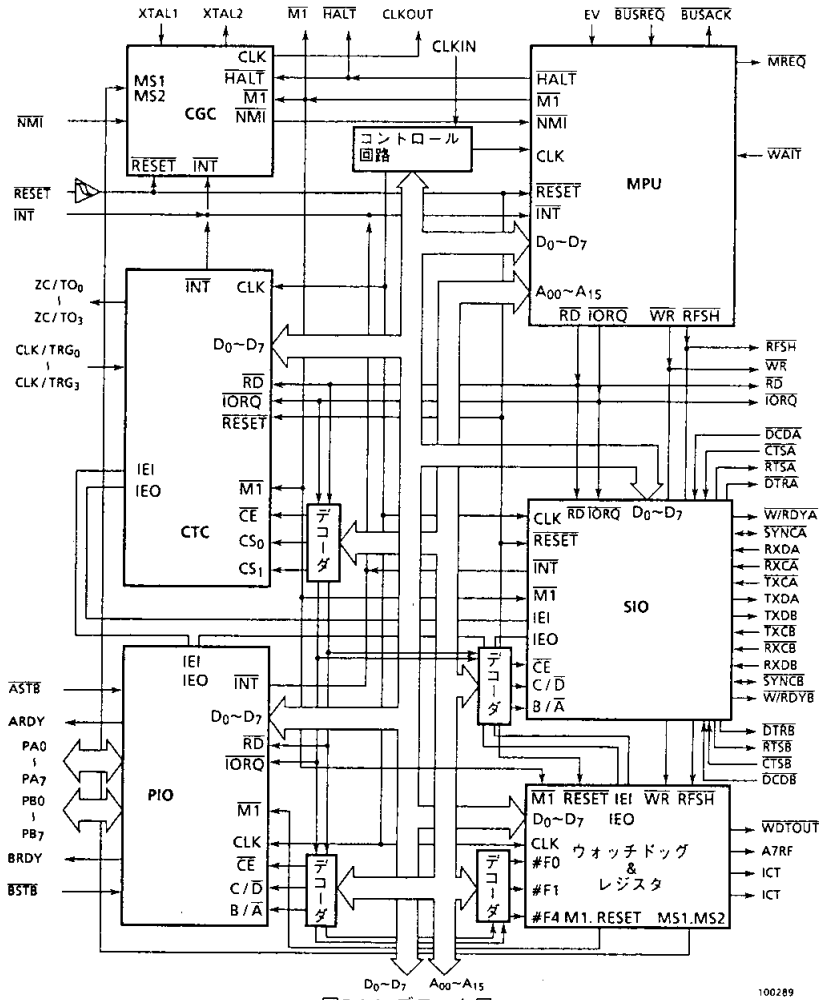 XTAL1 XTAL2 M1 HALT CLKOUT EV BUSREQ BUSACK
CLKIN
MS1
MS2
CGC
CLK
HALT
M1
NMI
RESET INT
NMI
RESET
INT
コントロール
回路
HALT
M1
NMI
CLK
RESET
INT
D0~D7
A00~A15
RD IORQ WR RFSH
MPU
MREQ
WAIT
RFSH
WR
RD
IORQ
ZC/TO0
~
ZC/TO3
CLK/TRG0
~
CLK/TRG3
INT CLK
D0~D7
RD
IORQ
RESET
IEI
IEO
M1
CE
CS0
CS1
CTC
デコーダ
DCDA
CTSA
RTSA
DTRA
CLK RD IORQ D0~D7
RESET
INT
M1
IEI
IEO
CE
C/D
B/A
SIO
デコーダ
W/RDYA
SYNCA
RXDA
RXCA
TXCA
TXDA
TXDB
TXCB
RXCB
RXDB
SYNCB
W/RDYB
DTRB
RTSB
CTSB
DCDB
ASTB
ARDY
PA0
~
PA7
PB0
~
PB7
BRDY
BSTB
IEI
IEO
INT
D0~D7
RD
IORQ
PIO
M1
CLK
CE
C/D
B/A
デコーダ
デコーダ
M1 RESET IEI WR RFSH
D0~D7 IEO
CLK
#F0
#F1
#F4
ウォッチドッグ
&
レジスタ
M1.RESET MS1.MS2
WDTOUT
A7RF
ICT
ICT
D0~D7 A00~A15
100289